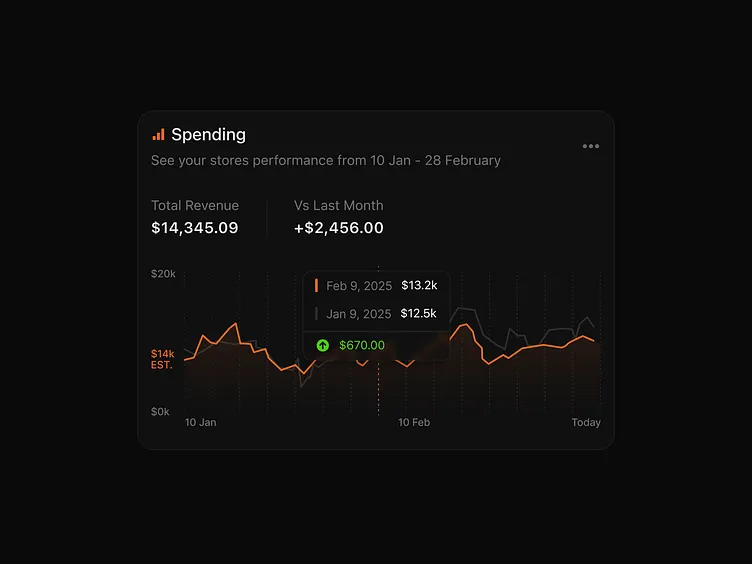 Spending
See your stores performance from 10 Jan - 28 February
Total Revenue
$14,345.09
Vs Last Month
+$2,456.00
$20k
Feb 9, 2025 $13.2k
Jan 9, 2025 $12.5k
$670.00
$14k
EST.
$0k
10 Jan
10 Feb
Today